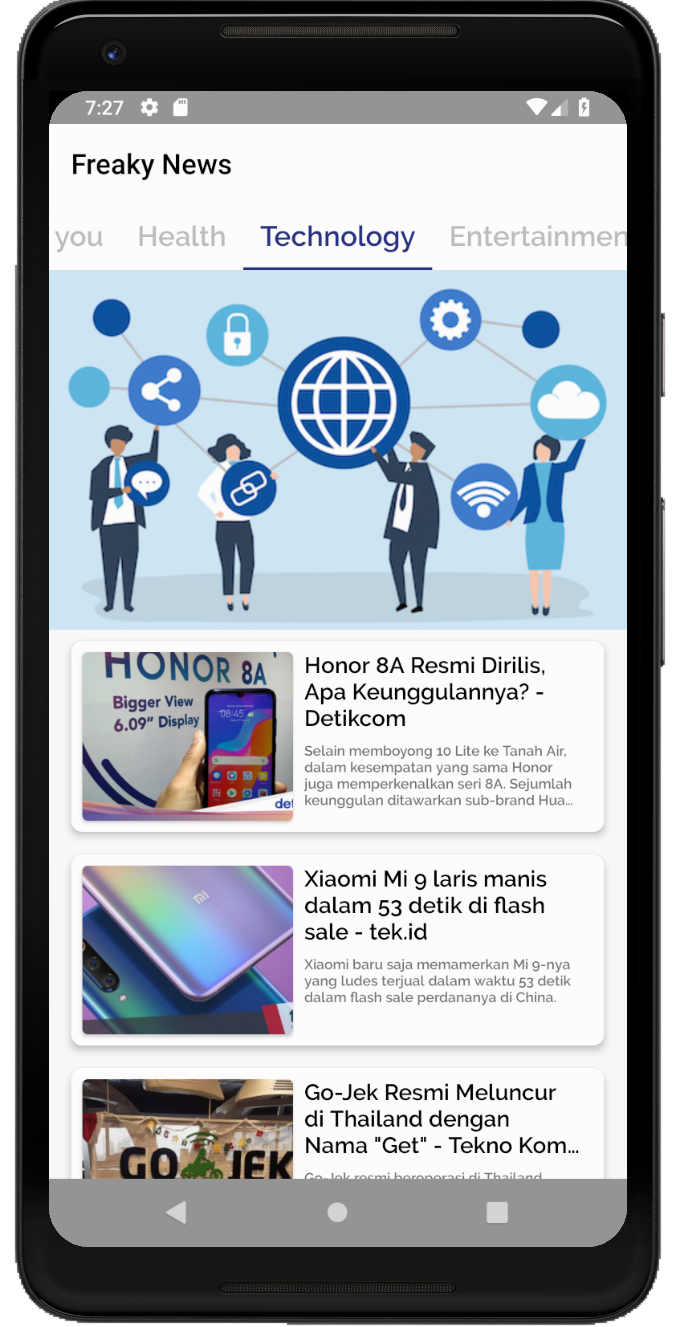 7:27
Freaky News
you Health Technology Entertainmen
HONOR 8A
Bigger View
6.09" Display
08:45
det
Honor 8A Resmi Dirilis,
Apa Keunggulannya? -
Detikcom
Selain memboyong 10 Lite ke Tanah Air,
dalam kesempatan yang sama Honor
juga memperkenalkan seri 8A. Sejumlah
keunggulan ditawarkan sub-brand Hua...
mi
Xiaomi Mi 9 laris manis
dalam 53 detik di flash
sale - tek.id
Xiaomi baru saja memamerkan Mi 9-nya
yang ludes terjual dalam waktu 53 detik
dalam flash sale perdananya di China.
GO JEK
Go-Jek Resmi Meluncur
di Thailand dengan
Nama "Get" - Tekno Kom...
Go-Jek resmi beroperasi di Thailand